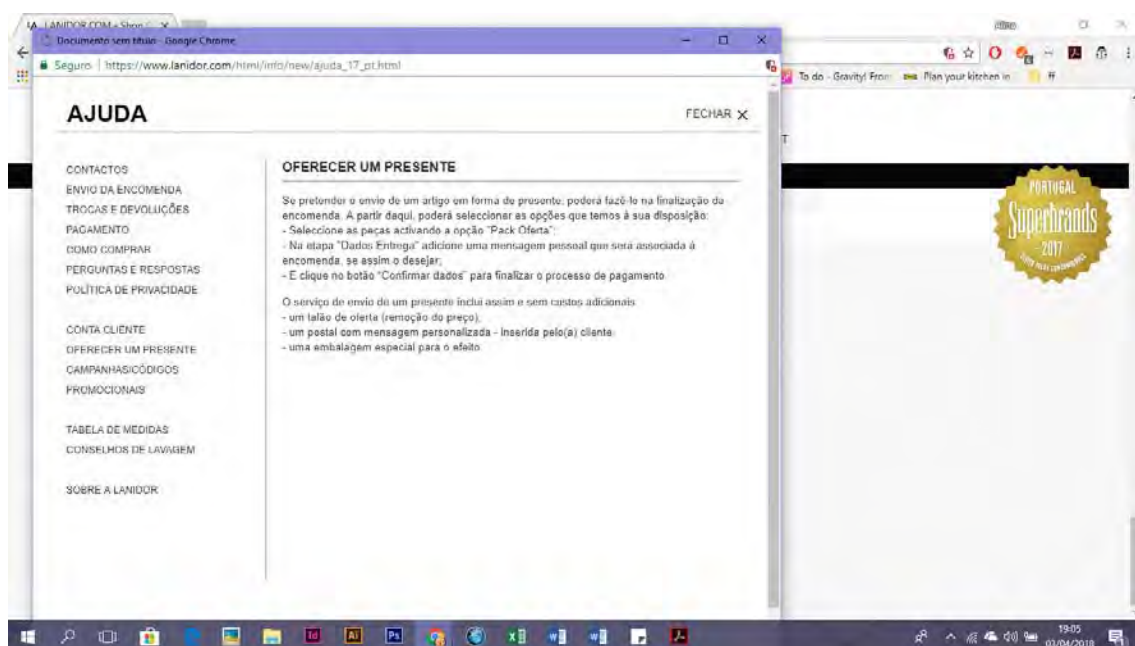 LANIDOR.COM - Shop
Documento sem título - Google Chrome
Seguro | https://www.lanidor.com/html/info/new/ajuda_17_pt.html
To do - Gravity! From
Plan your kitchen in
ff
AJUDA
FECHAR X
CONTACTOS
ENVIO DA ENCOMENDA
TROCAS E DEVOLUÇÕES
PAGAMENTO
COMO COMPRAR
PERGUNTAS E RESPOSTAS
POLÍTICA DE PRIVACIDADE
CONTA CLIENTE
OFERECER UM PRESENTE
CAMPANHAS/CÓDIGOS
PROMOCIONAIS
TABELA DE MEDIDAS
CONSELHOS DE LAVAGEM
SOBRE A LANIDOR
OFERECER UM PRESENTE
Se pretender o envio de um artigo em forma de presente, poderá fazê-lo na finalização da
encomenda. A partir daqui, poderá seleccionar as opções que temos à sua disposição:
- Seleccione as peças activando a opção "Pack Oferta";
- Na etapa "Dados Entrega" adicione uma mensagem pessoal que será associada à
encomenda, se assim o desejar;
- E clique no botão "Confirmar dados" para finalizar o processo de pagamento.
O serviço de envio de um presente inclui assim e sem custos adicionais
- um talão de oferta (remoção do preço);
- um postal com mensagem personalizada - inserida pelo(a) cliente
- uma embalagem especial para o efeito.
T
PORTUGAL
Superbrands
2017
Id
Ai
Ps
19:05
03/04/2018